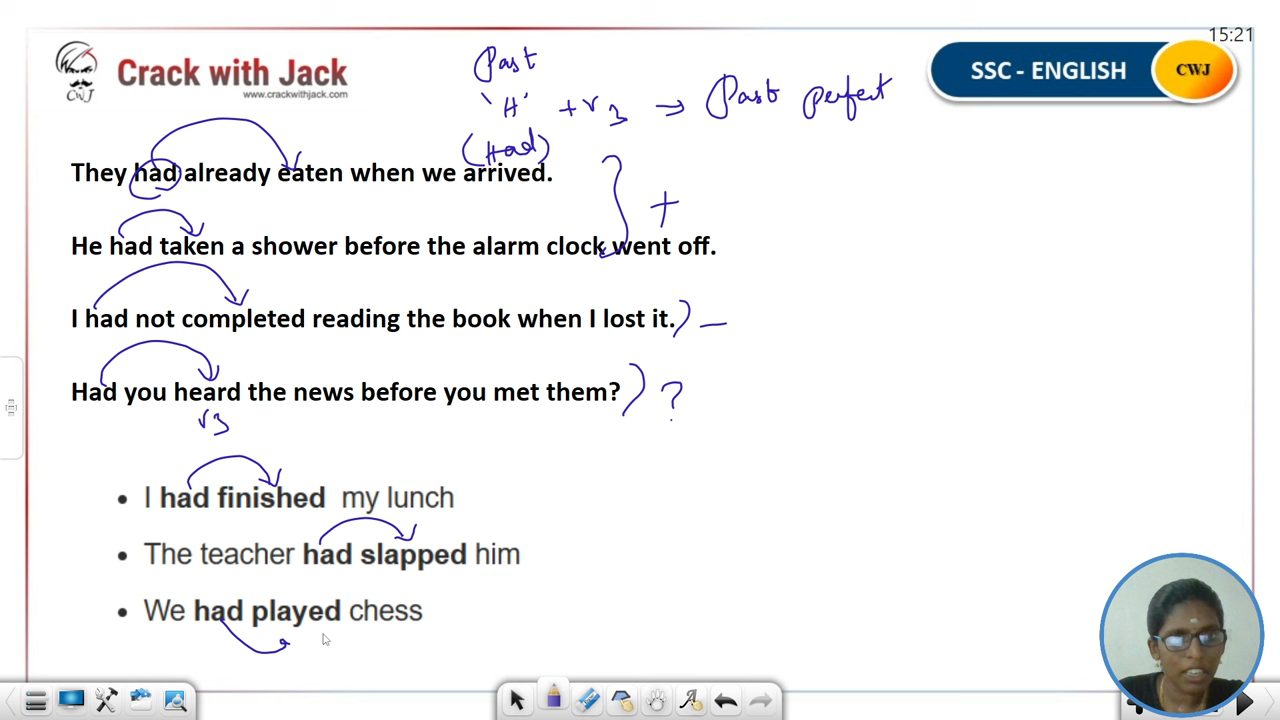 15:21
Crack with Jack
www.crackwithjack.com
CWJ
SSC - ENGLISH
CWJ
Past
'H' + V3 → Past perfect
(Had)
They had already eaten when we arrived.
+
He had taken a shower before the alarm clock went off.
I had not completed reading the book when I lost it. ) –
Had you heard the news before you met them? ) ?
V3
• I had finished my lunch
• The teacher had slapped him
• We had played chess